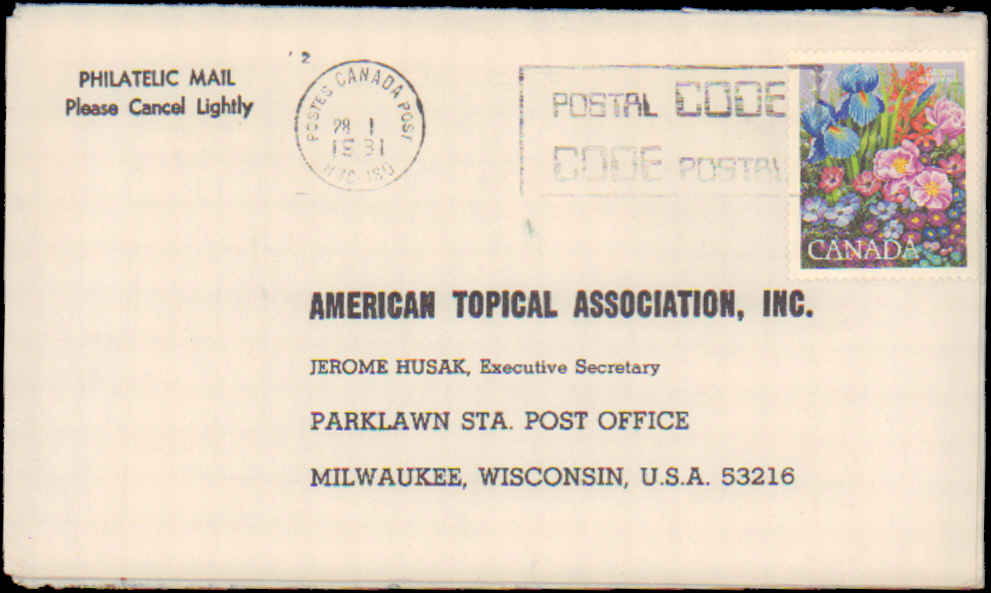 PHILATELIC MAIL
Please Cancel Lightly
2
POSTES CANADA POST
28 I
1981
POSTAL CODE
CODE POSTAL
CANADA
AMERICAN TOPICAL ASSOCIATION, INC.
JEROME HUSAK, Executive Secretary
PARKLAWN STA. POST OFFICE
MILWAUKEE, WISCONSIN, U.S.A. 53216